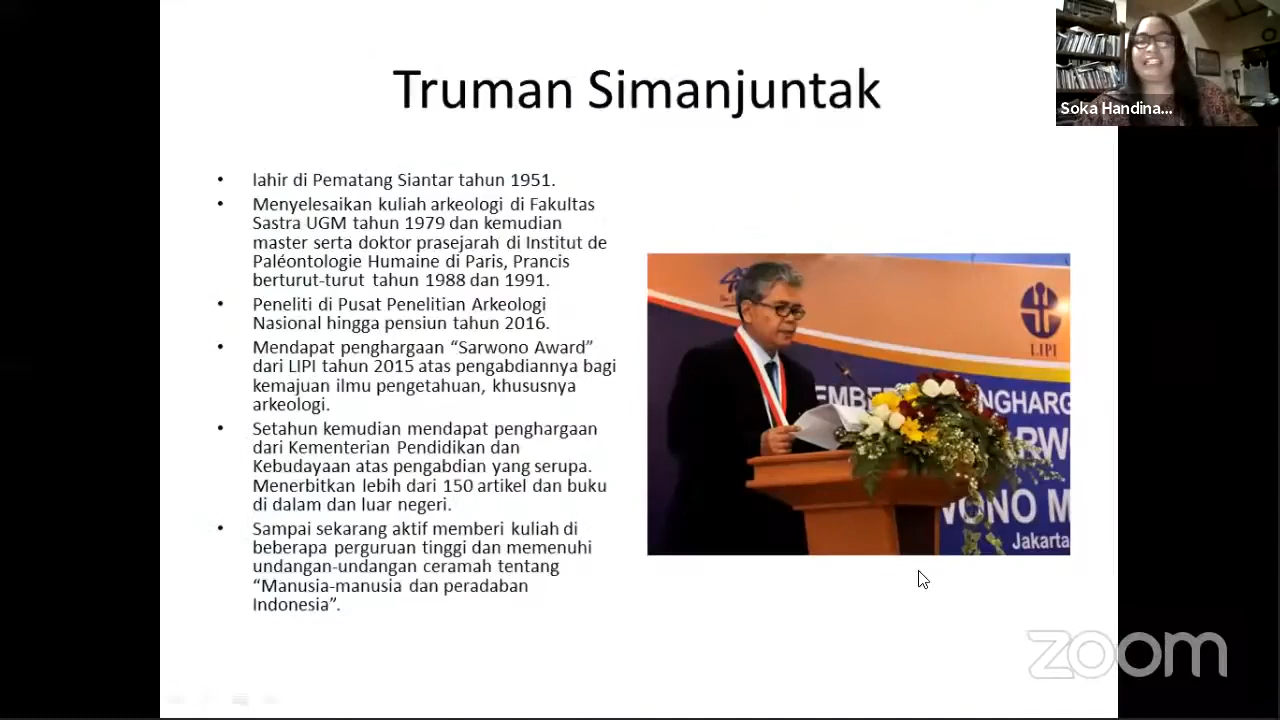 Truman Simanjuntak
Soka Handina...
• lahir di Pematang Siantar tahun 1951.
• Menyelesaikan kuliah arkeologi di Fakultas
Sastra UGM tahun 1979 dan kemudian
master serta doktor prasejarah di Institut de
Paléontologie Humaine di Paris, Prancis
berturut-turut tahun 1988 dan 1991.
• Peneliti di Pusat Penelitian Arkeologi
Nasional hingga pensiun tahun 2016.
• Mendapat penghargaan “Sarwono Award”
dari LIPI tahun 2015 atas pengabdiannya bagi
kemajuan ilmu pengetahuan, khususnya
arkeologi.
• Setahun kemudian mendapat penghargaan
dari Kementerian Pendidikan dan
Kebudayaan atas pengabdian yang serupa.
Menerbitkan lebih dari 150 artikel dan buku
di dalam dan luar negeri.
• Sampai sekarang aktif memberi kuliah di
beberapa perguruan tinggi dan memenuhi
undangan-undangan ceramah tentang
“Manusia-manusia dan peradaban
Indonesia”.
LIPI
EMBE NGHARG
RW
WONO M
Jakarta
zoom